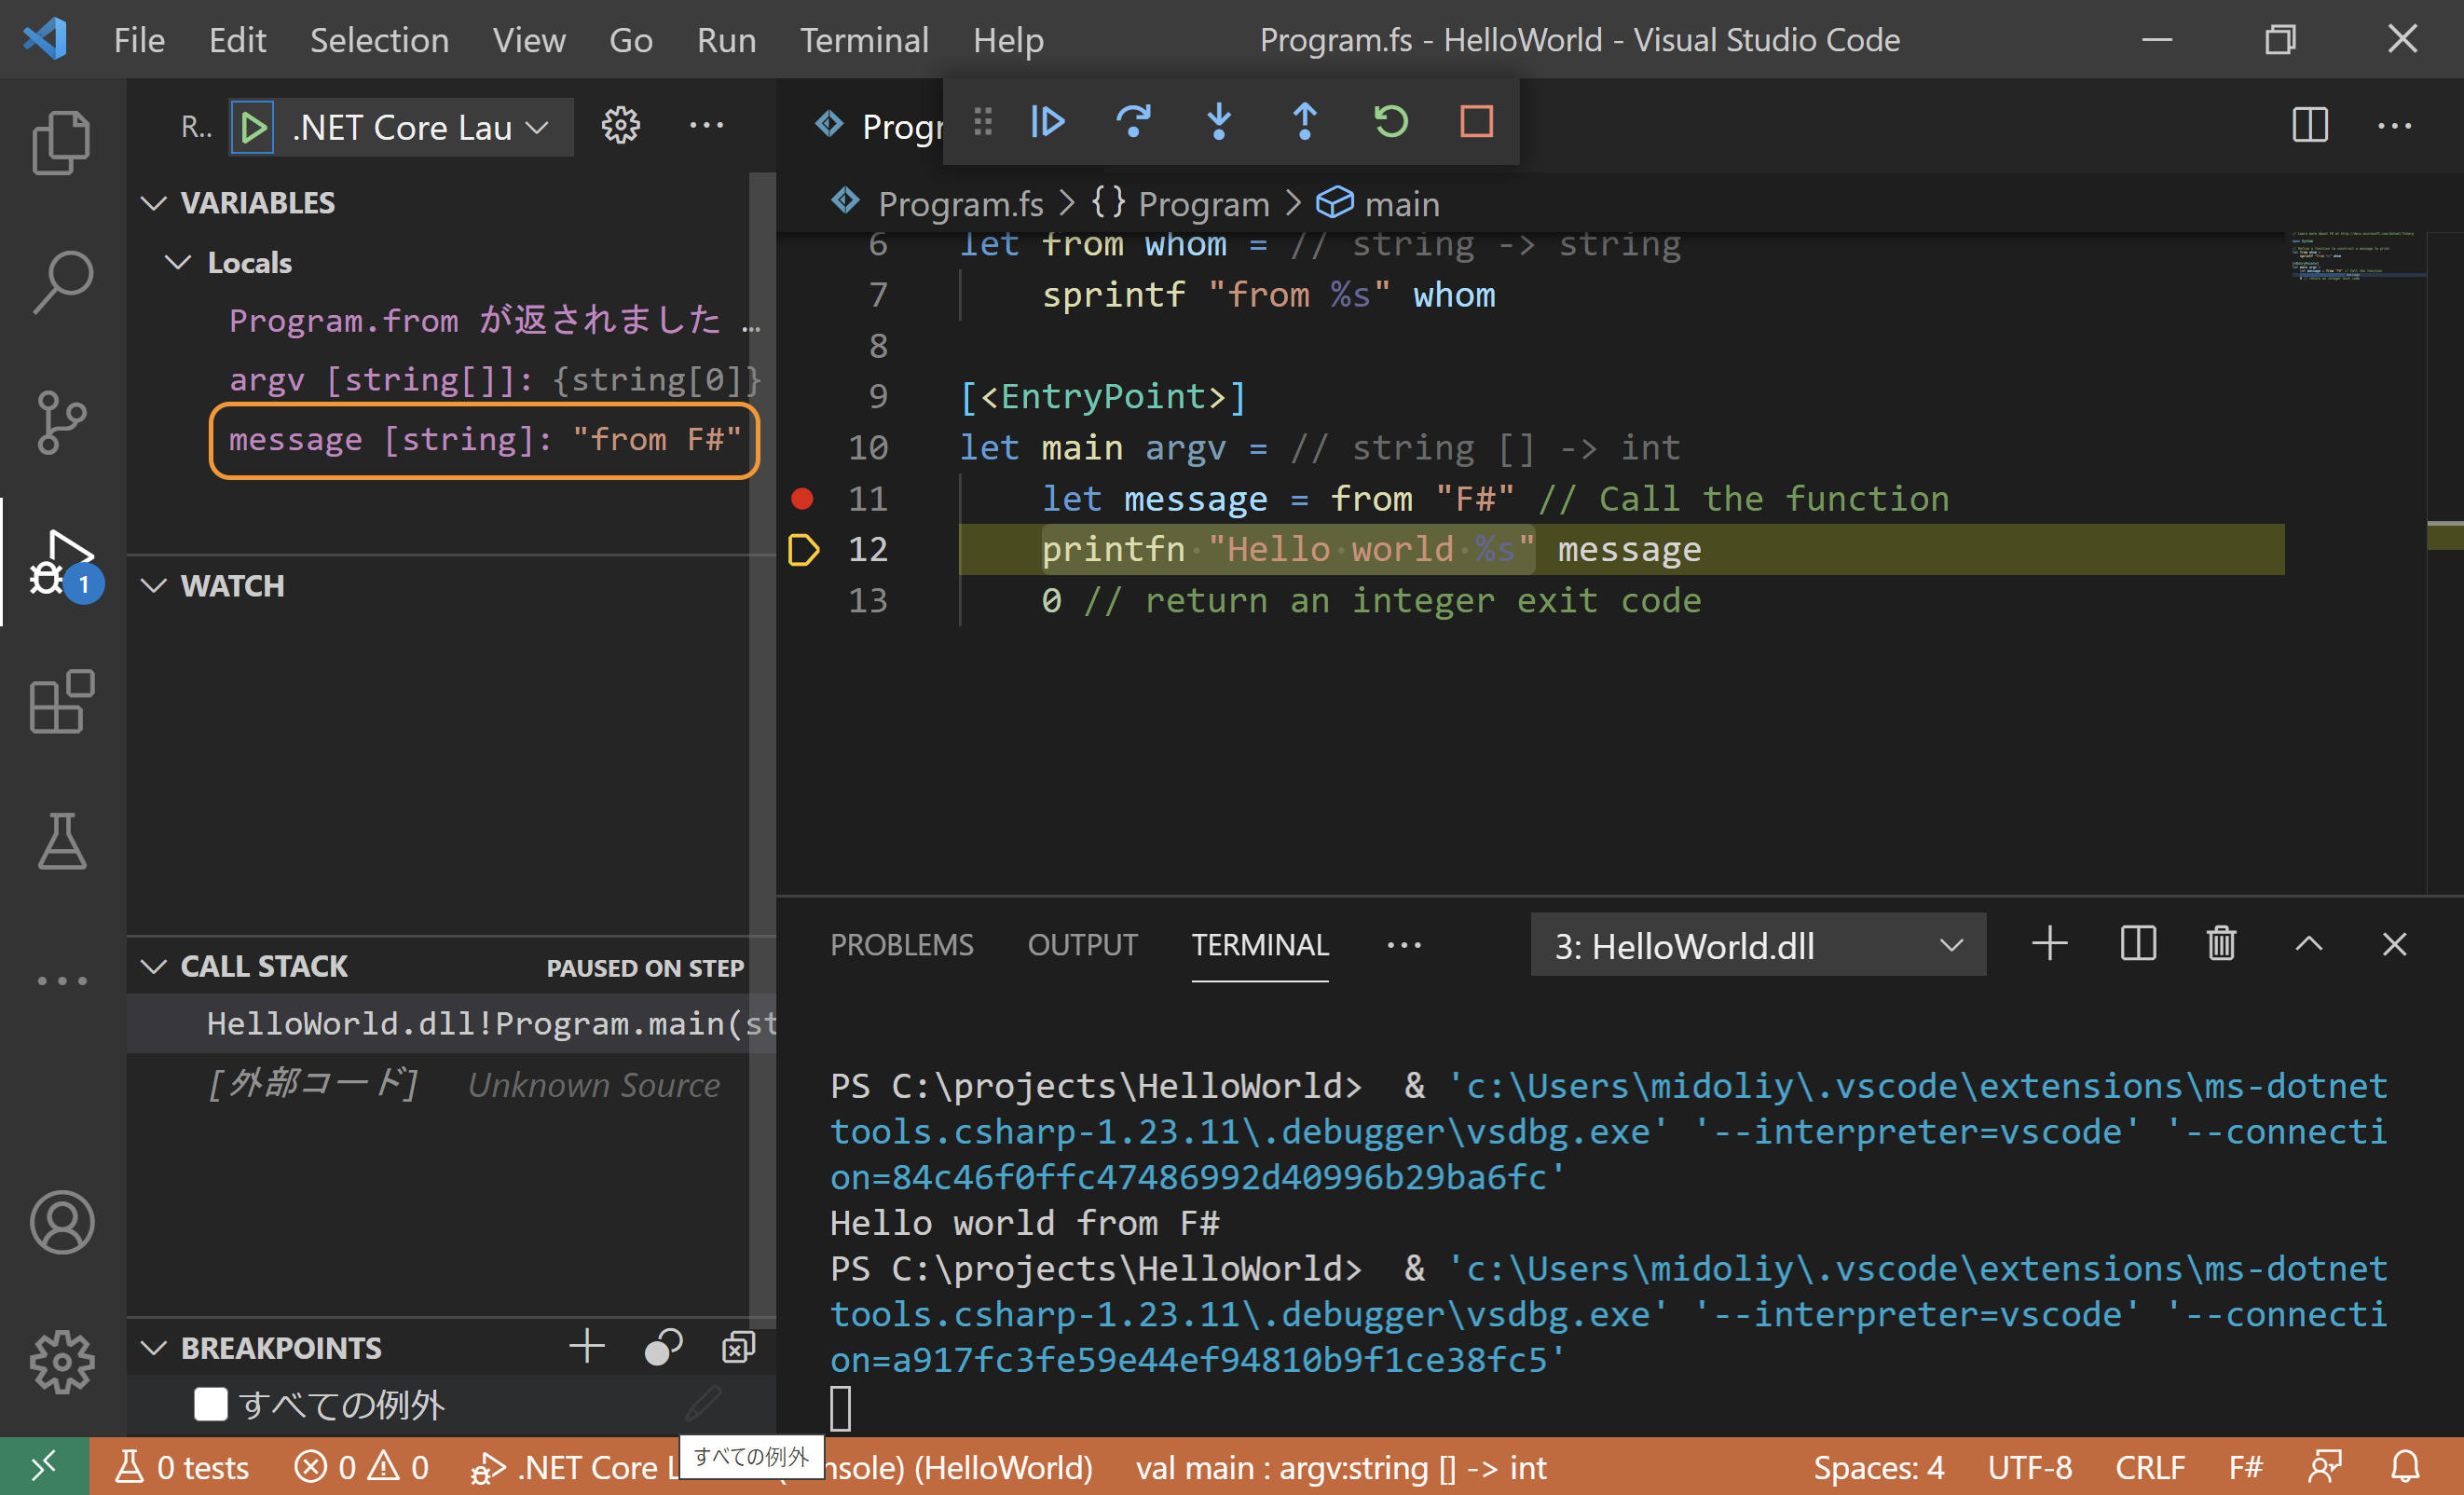 File Edit Selection View Go Run Terminal Help
Program.fs - HelloWorld - Visual Studio Code
R.. .NET Core Lau
VARIABLES
Locals
Program.from が返されました …
argv [string[]]: {string[0]}
message [string]: "from F#"
WATCH
CALL STACK PAUSED ON STEP
HelloWorld.dll!Program.main(st
[外部コード] Unknown Source
BREAKPOINTS
すべての例外
1
Progr
Program.fs > {} Program > main
6 let from whom = // string -> string
7 sprintf "from %s" whom
8
9 [<EntryPoint>]
10 let main argv = // string [] -> int
11 let message = from "F#" // Call the function
12 printfn·"Hello·world·%s" message
13 0 // return an integer exit code
PROBLEMS OUTPUT TERMINAL ··· 3: HelloWorld.dll
PS C:\projects\HelloWorld>  & 'c:\Users\midoliy\.vscode\extensions\ms-dotnet
tools.csharp-1.23.11\.debugger\vsdbg.exe' '--interpreter=vscode' '--connecti
on=84c46f0ffc47486992d40996b29ba6fc'
Hello world from F#
PS C:\projects\HelloWorld>  & 'c:\Users\midoliy\.vscode\extensions\ms-dotnet
tools.csharp-1.23.11\.debugger\vsdbg.exe' '--interpreter=vscode' '--connecti
on=a917fc3fe59e44ef94810b9f1ce38fc5'
0 tests 0 0 .NET Core L すべての例外 nsole) (HelloWorld) val main : argv:string [] -> int Spaces: 4 UTF-8 CRLF F#